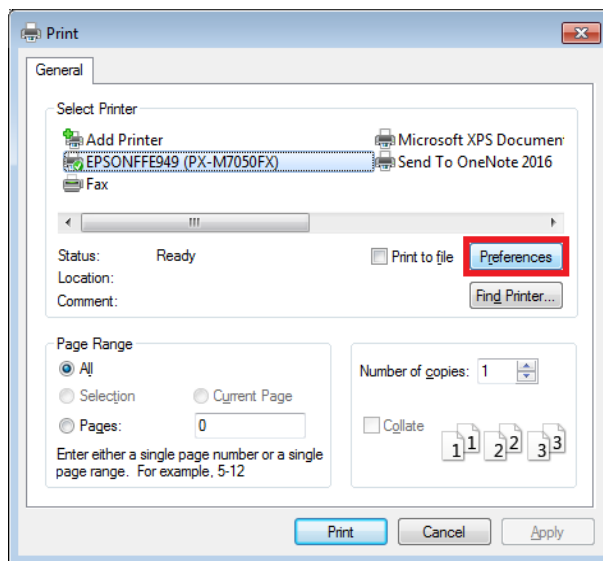 Print
General
Select Printer
Add Printer
Microsoft XPS Documen
EPSONFFE949 (PX-M7050FX)
Send To OneNote 2016
Fax
Status: Ready
Print to file
Preferences
Location:
Comment:
Find Printer...
Page Range
All
Selection
Current Page
Pages: 0
Enter either a single page number or a single
page range. For example, 5-12
Number of copies: 1
Collate
1 1 2 2 3 3
Print
Cancel
Apply